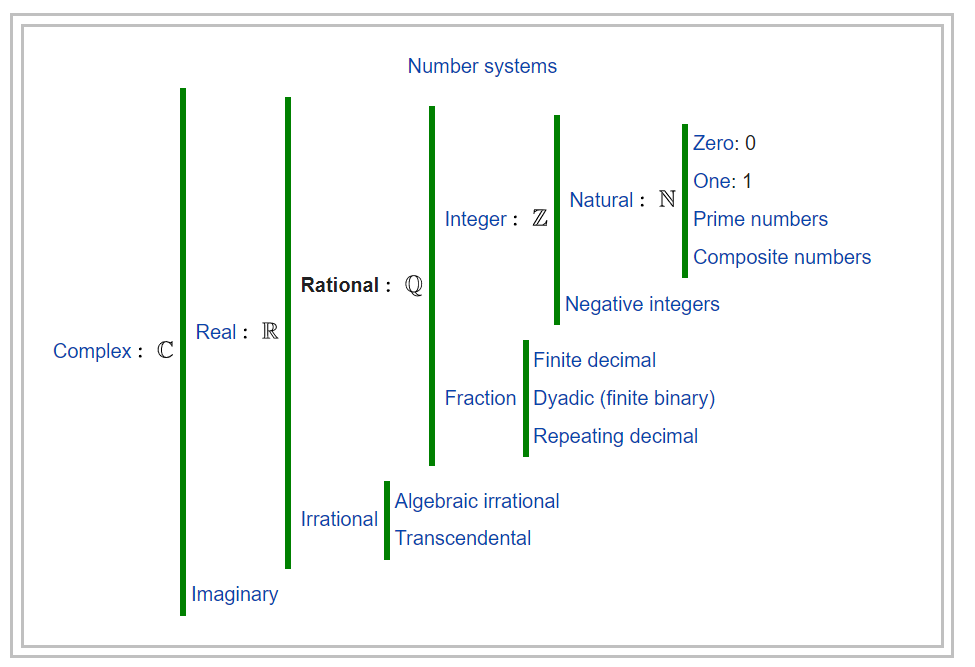 Number systems
Complex : ℂ
Real : ℝ
Rational : ℚ
Integer : ℤ
Natural : ℕ
Zero: 0
One: 1
Prime numbers
Composite numbers
Negative integers
Fraction
Finite decimal
Dyadic (finite binary)
Repeating decimal
Irrational
Algebraic irrational
Transcendental
Imaginary